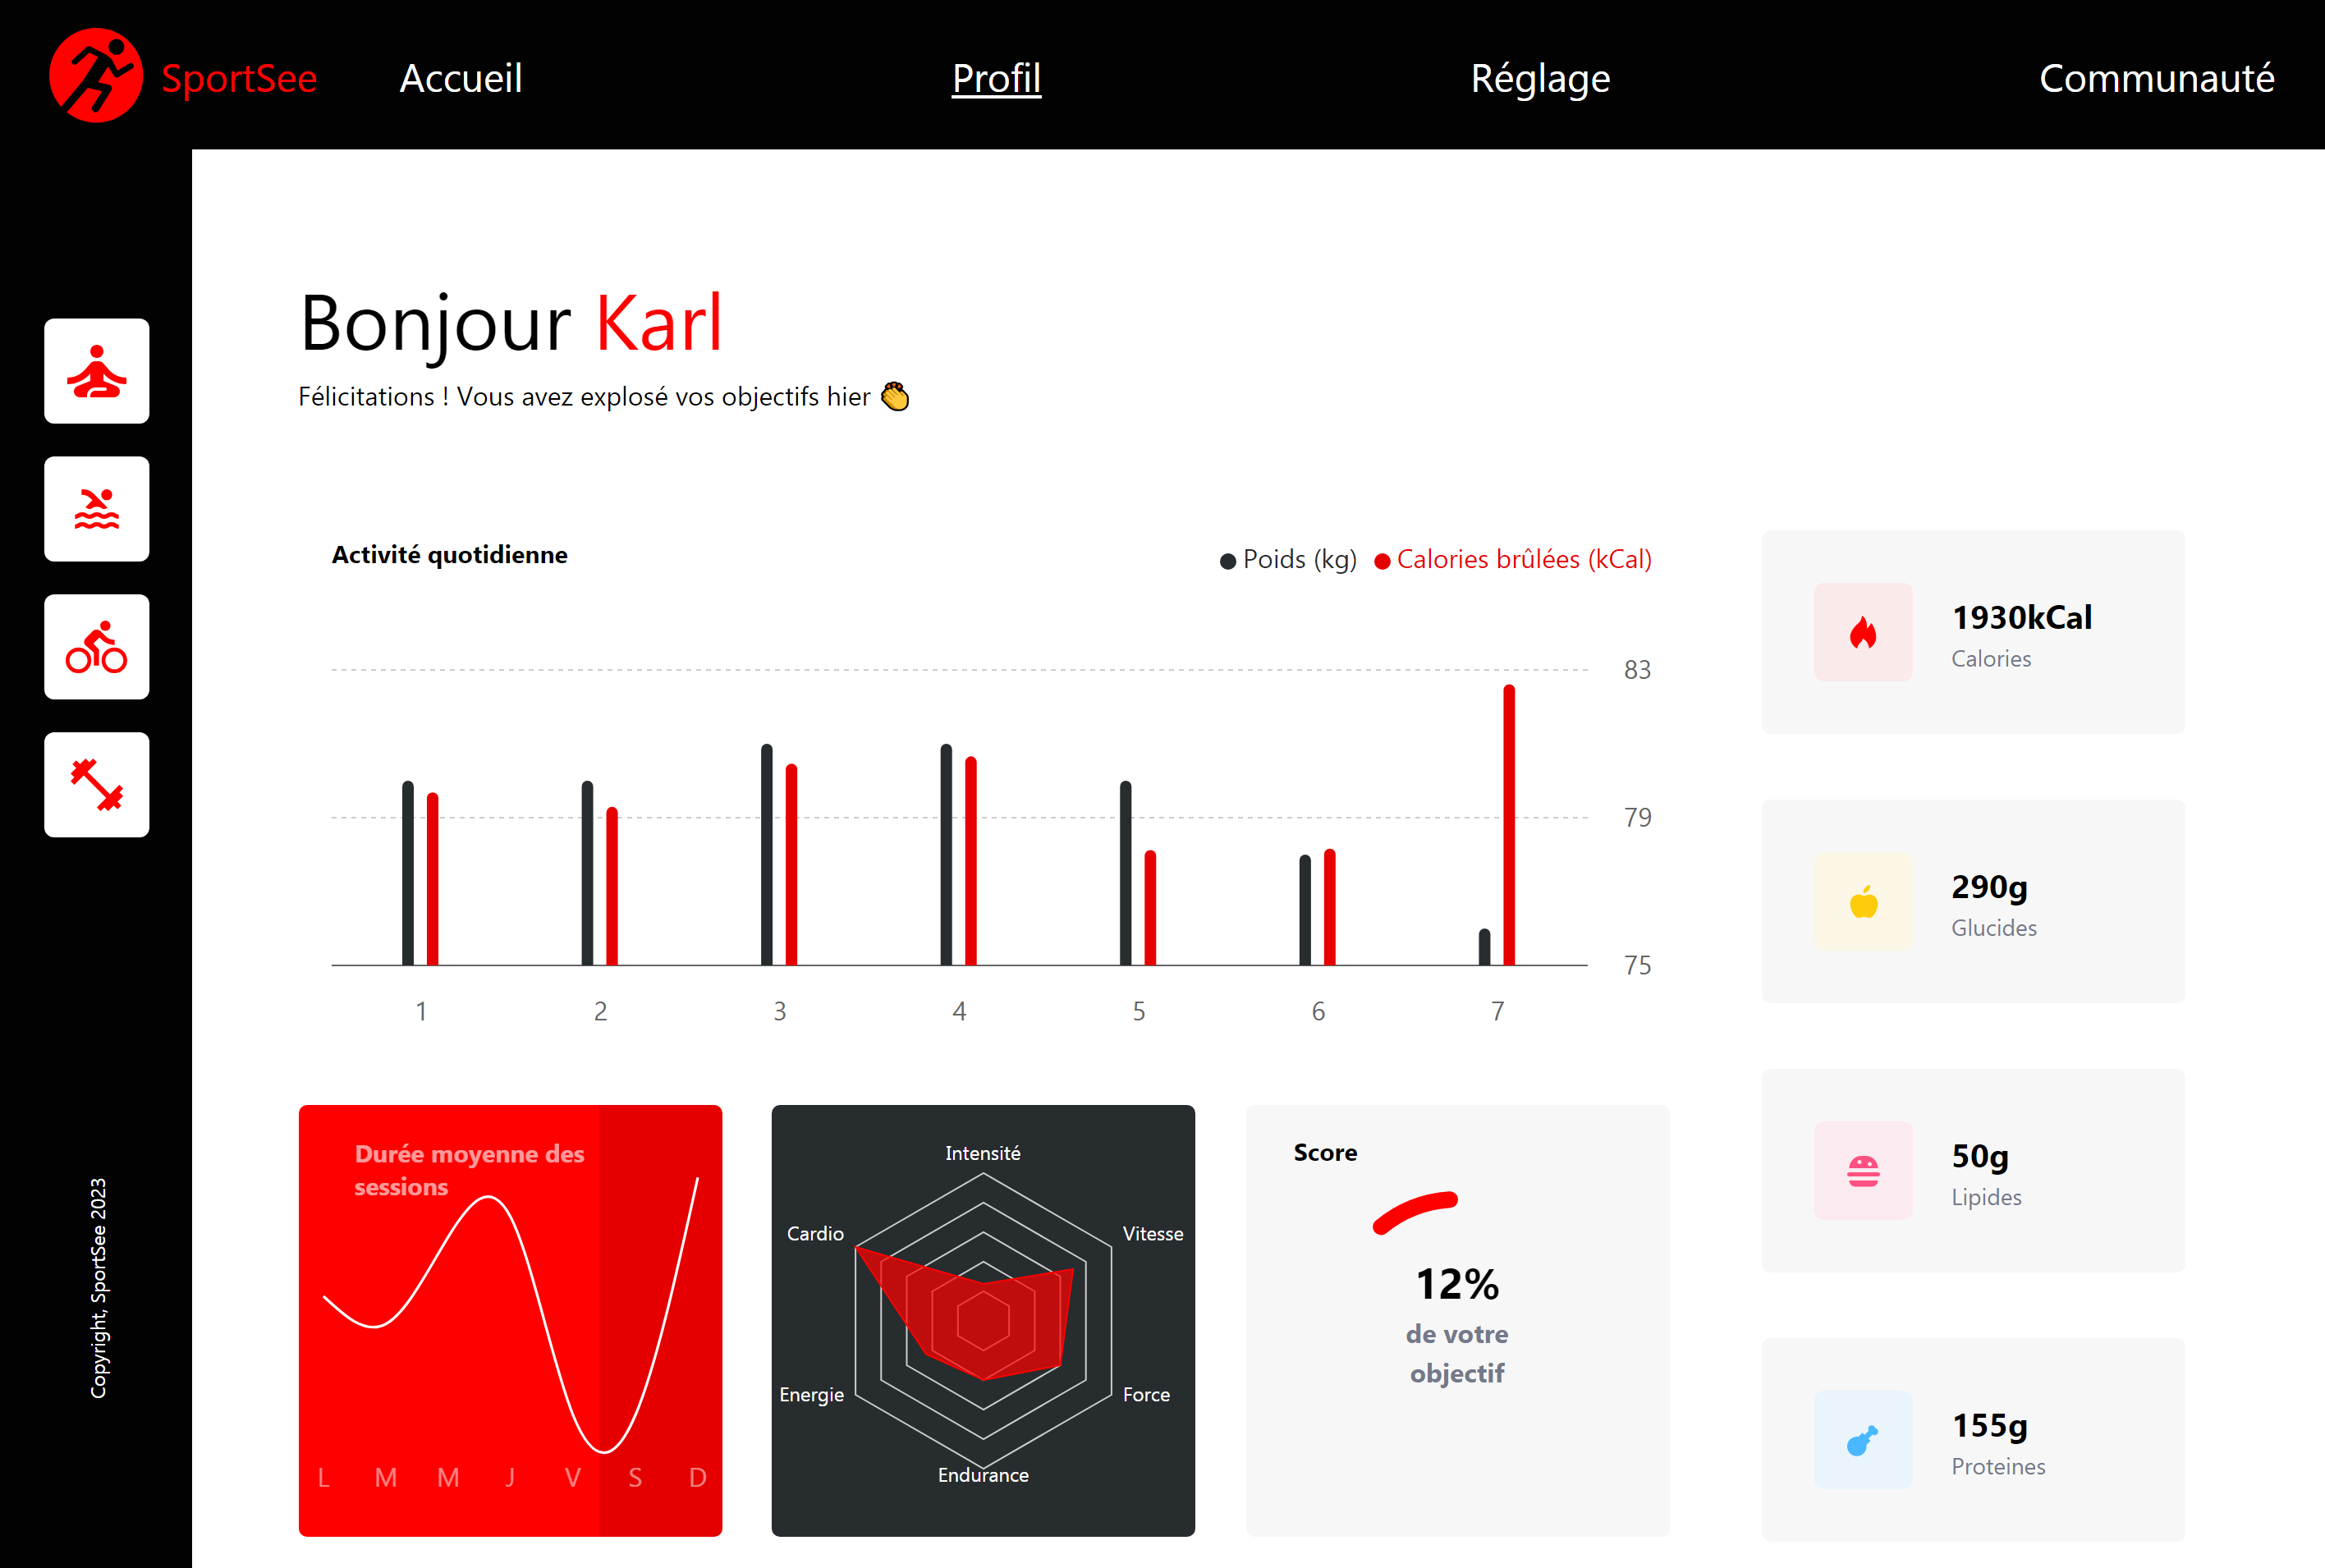 SportSee
Accueil
Profil
Réglage
Communauté
Bonjour Karl
Félicitations ! Vous avez explosé vos objectifs hier 👏
Activité quotidienne
Poids (kg)
Calories brûlées (kCal)
83
79
75
1
2
3
4
5
6
7
1930kCal
Calories
290g
Glucides
50g
Lipides
155g
Proteines
Durée moyenne des
sessions
L
M
M
J
V
S
D
Intensité
Vitesse
Force
Endurance
Energie
Cardio
Score
12%
de votre
objectif
Copyright, SportSee 2023